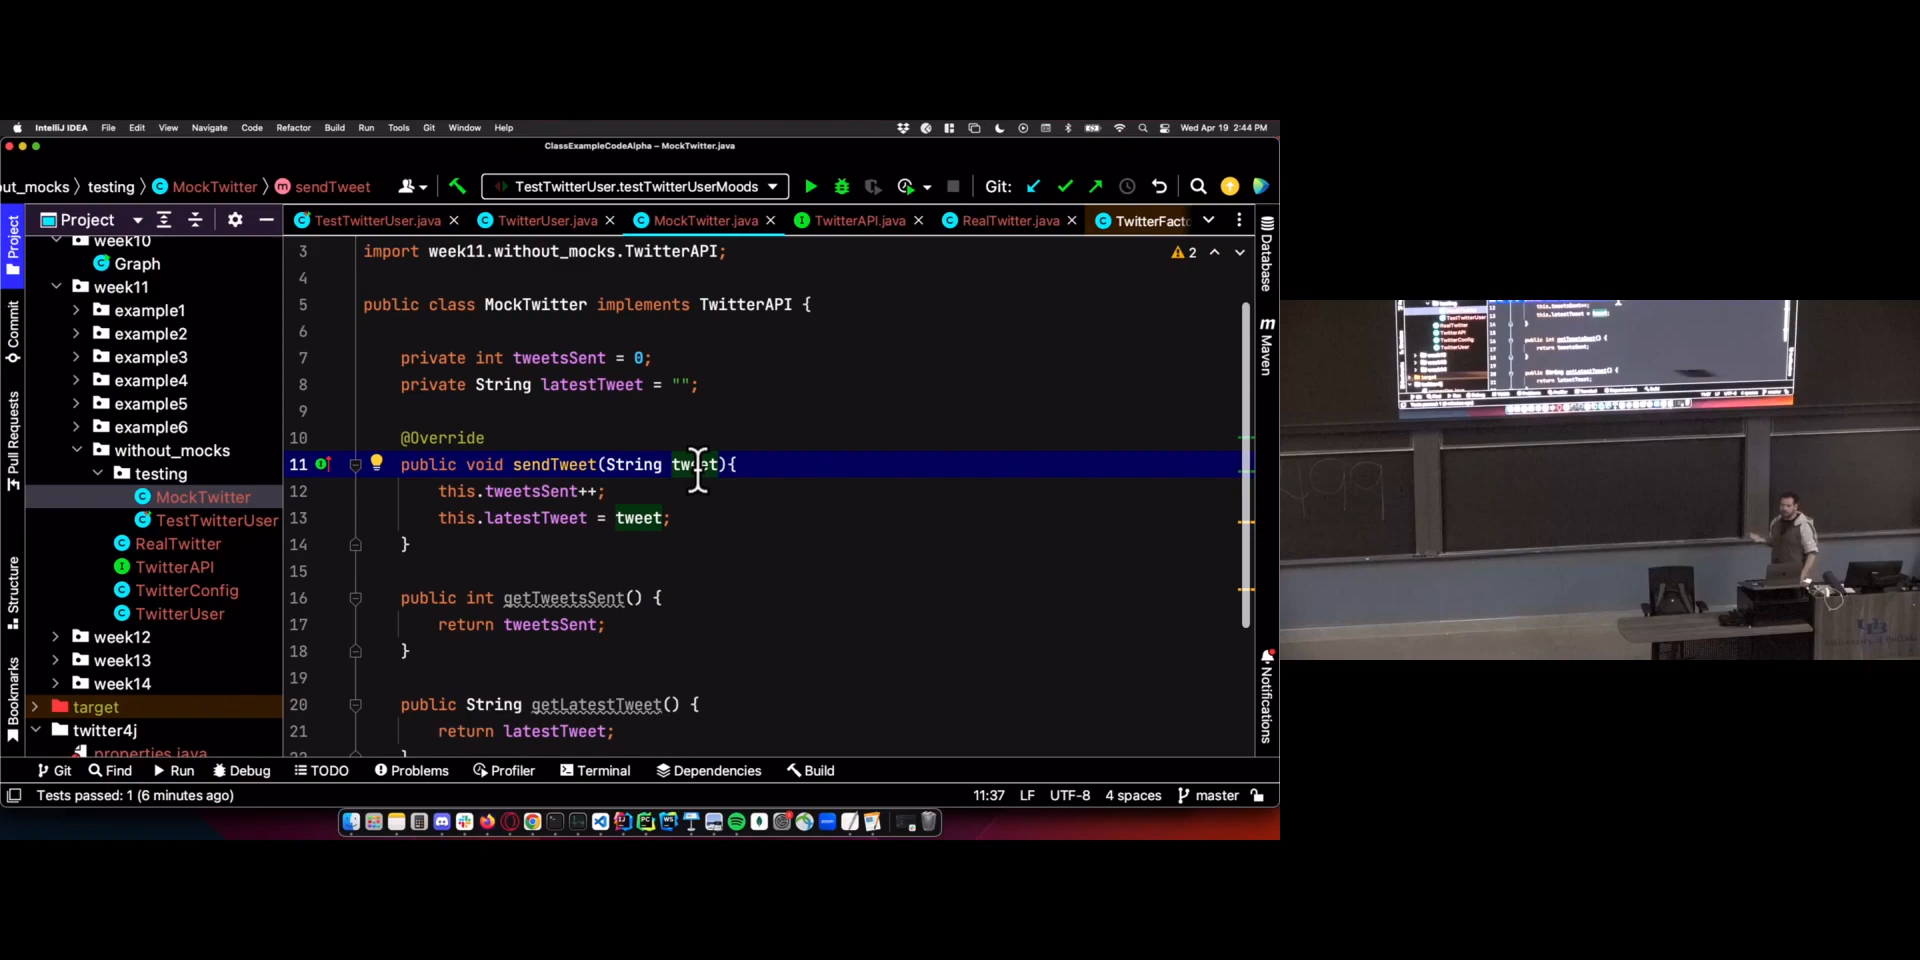 IntelliJ IDEA File Edit View Navigate Code Refactor Build Run Tools Git Window Help Wed Apr 19 2:44 PM
ClassExampleCodeAlpha – MockTwitter.java
out_mocks testing MockTwitter sendTweet TestTwitterUser.testTwitterUserMoods Git:
Project TestTwitterUser.java TwitterUser.java MockTwitter.java TwitterAPI.java RealTwitter.java TwitterFacto
week10
Graph
week11
example1
example2
example3
example4
example5
example6
without_mocks
testing
MockTwitter
TestTwitterUser
RealTwitter
TwitterAPI
TwitterConfig
TwitterUser
week12
week13
week14
target
twitter4j
properties.java
3 import week11.without_mocks.TwitterAPI;
2
4
5 public class MockTwitter implements TwitterAPI {
6
7 private int tweetsSent = 0;
8 private String latestTweet = "";
9
10 @Override
11 public void sendTweet(String tweet){
12 this.tweetsSent++;
13 this.latestTweet = tweet;
14 }
15
16 public int getTweetsSent() {
17 return tweetsSent;
18 }
19
20 public String getLatestTweet() {
21 return latestTweet;
Project
Commit
Pull Requests
Structure
Bookmarks
Database
Maven
Notifications
Git Find Run Debug TODO Problems Profiler Terminal Dependencies Build
Tests passed: 1 (6 minutes ago) 11:37 LF UTF-8 4 spaces master